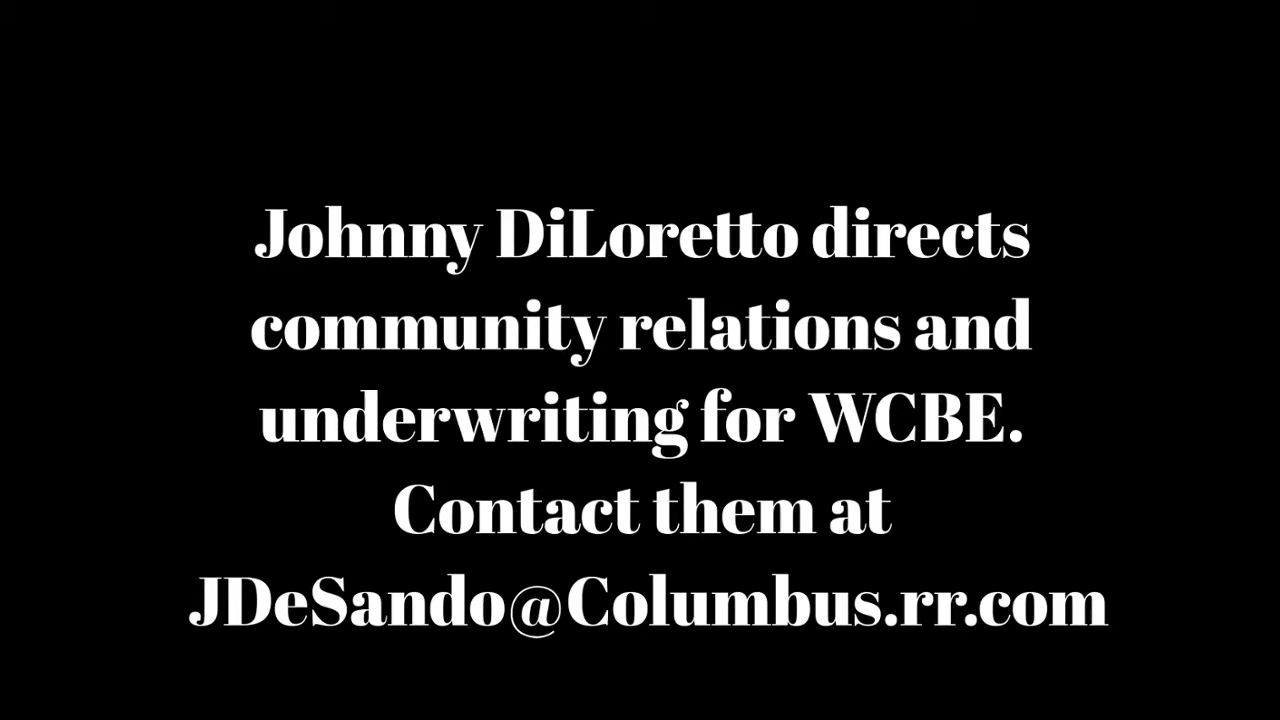 Johnny DiLoretto directs
community relations and
underwriting for WCBE.
Contact them at
JDeSando@Columbus.rr.com